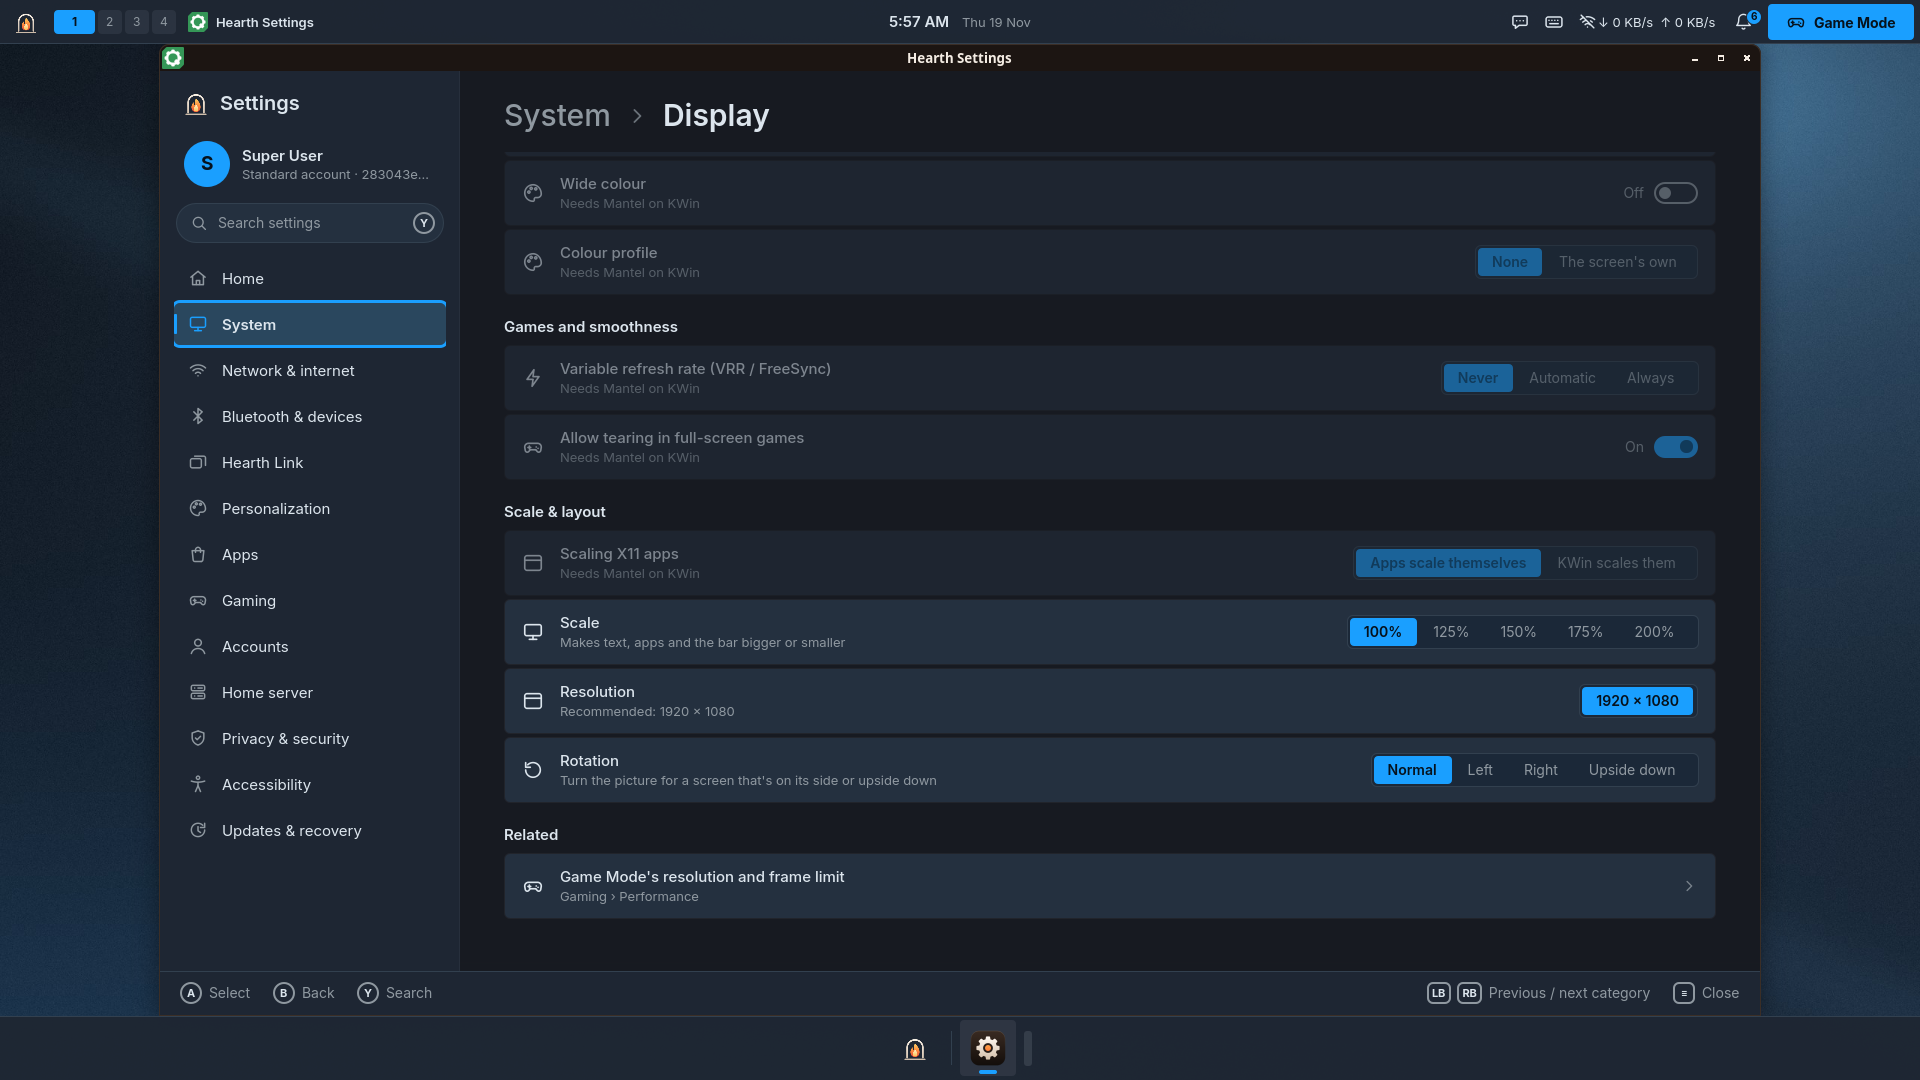 1 2 3 4 Hearth Settings
5:57 AM Thu 19 Nov
↓ 0 KB/s ↑ 0 KB/s 6 Game Mode
Hearth Settings
Settings
S
Super User
Standard account · 283043e...
Search settings Y
Home
System
Network & internet
Bluetooth & devices
Hearth Link
Personalization
Apps
Gaming
Accounts
Home server
Privacy & security
Accessibility
Updates & recovery
System > Display
Wide colour
Needs Mantel on KWin
Off
Colour profile
Needs Mantel on KWin
None The screen's own
Games and smoothness
Variable refresh rate (VRR / FreeSync)
Needs Mantel on KWin
Never Automatic Always
Allow tearing in full-screen games
Needs Mantel on KWin
On
Scale & layout
Scaling X11 apps
Needs Mantel on KWin
Apps scale themselves KWin scales them
Scale
Makes text, apps and the bar bigger or smaller
100% 125% 150% 175% 200%
Resolution
Recommended: 1920 × 1080
1920 × 1080
Rotation
Turn the picture for a screen that's on its side or upside down
Normal Left Right Upside down
Related
Game Mode's resolution and frame limit
Gaming › Performance
A Select B Back Y Search
LB RB Previous / next category ≡ Close